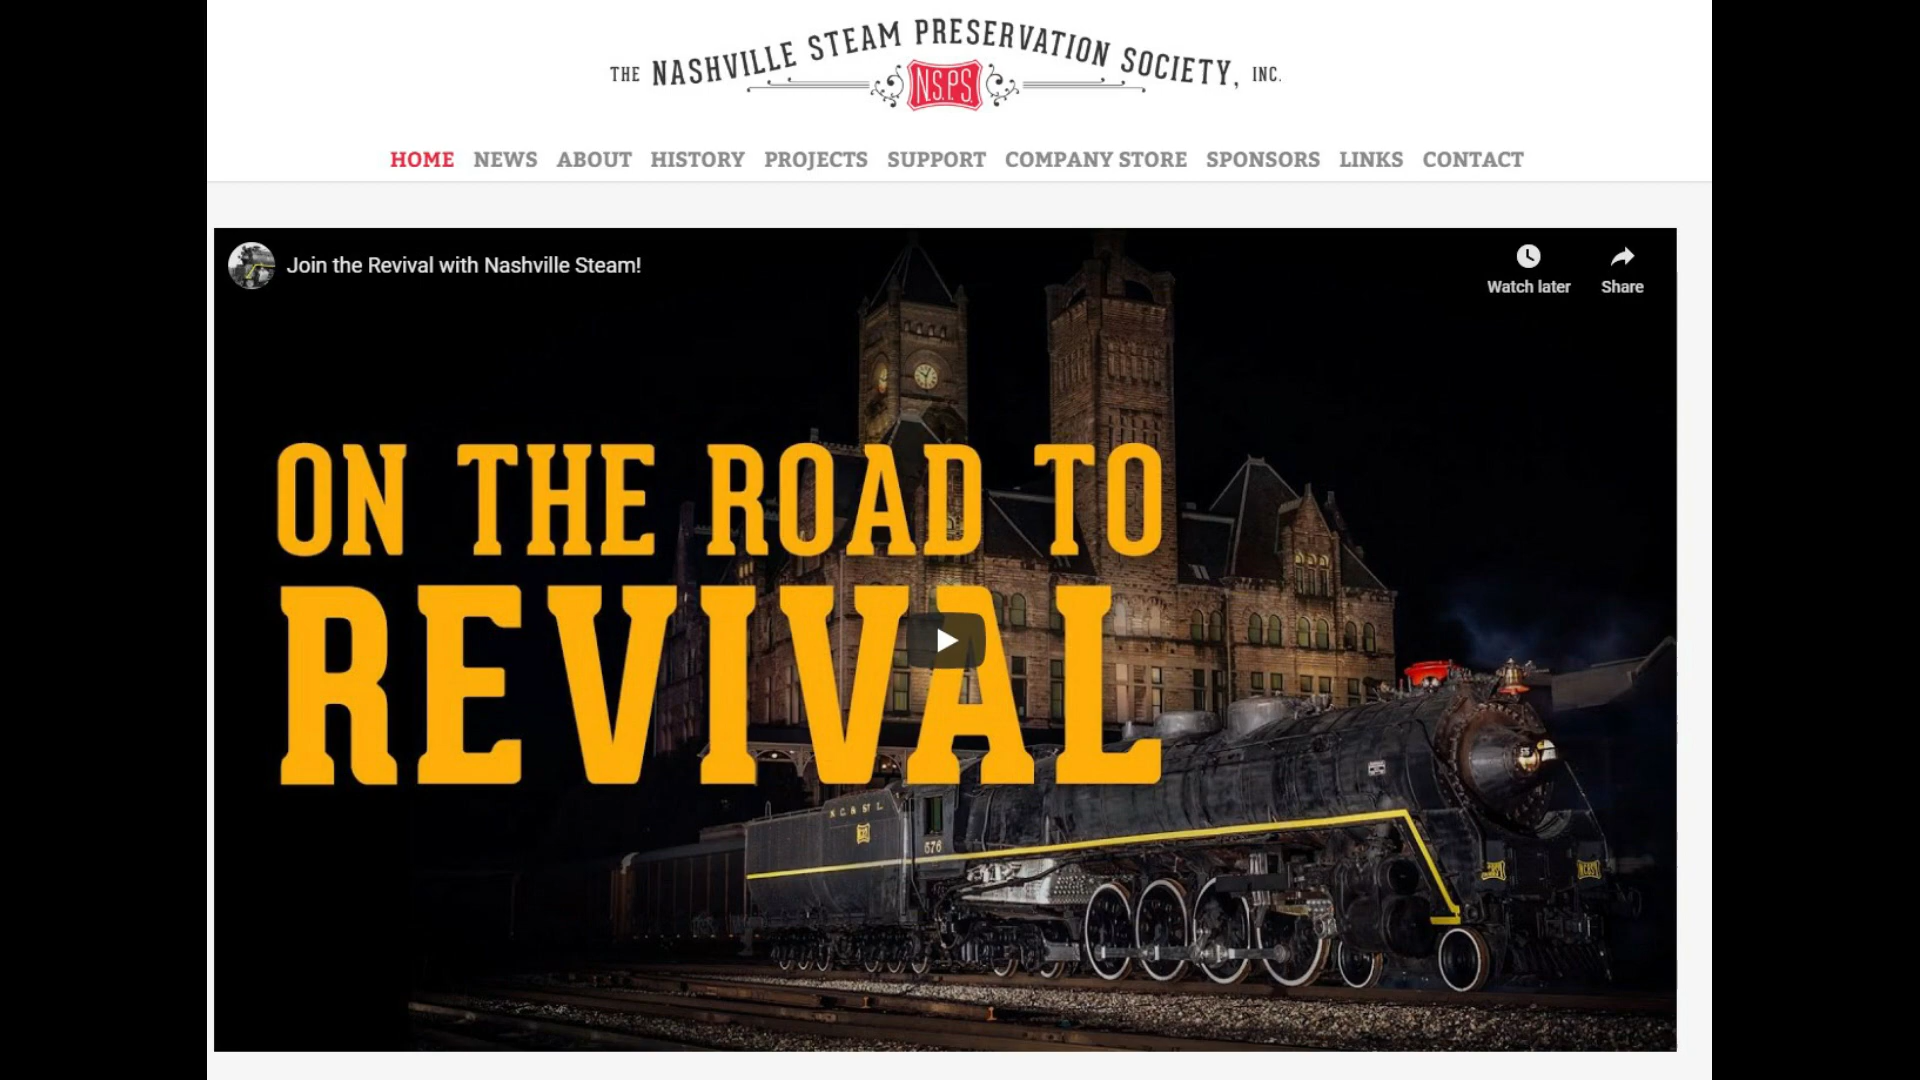 THE NASHVILLE STEAM PRESERVATION SOCIETY, INC.
N.S.P.S.
HOME NEWS ABOUT HISTORY PROJECTS SUPPORT COMPANY STORE SPONSORS LINKS CONTACT
Join the Revival with Nashville Steam!
Watch later
Share
ON THE ROAD TO
REVIVAL
N. C. & ST L.
576
576